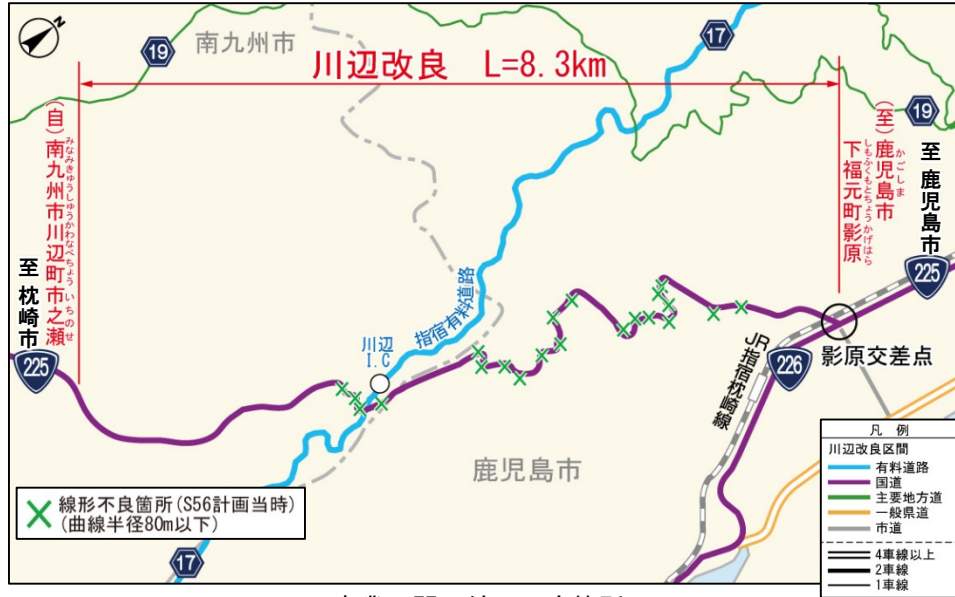 N
19
南九州市
17
川辺改良 L=8.3km
19
(自)南九州市川辺町市之瀬
みなみきゅうしゅうかわなべちょう いちのせ
(至)鹿児島市
かごしま
下福元町影原
しもふくもとちょうかげはら
至 鹿児島市
225
至 枕崎市
225
指宿有料道路
川辺
I.C
JR指宿枕崎線
226
影原交差点
鹿児島市
線形不良箇所(S56計画当時)
(曲線半径80m以下)
17
凡 例
川辺改良区間
有料道路
国道
主要地方道
一般県道
市道
4車線以上
2車線
1車線